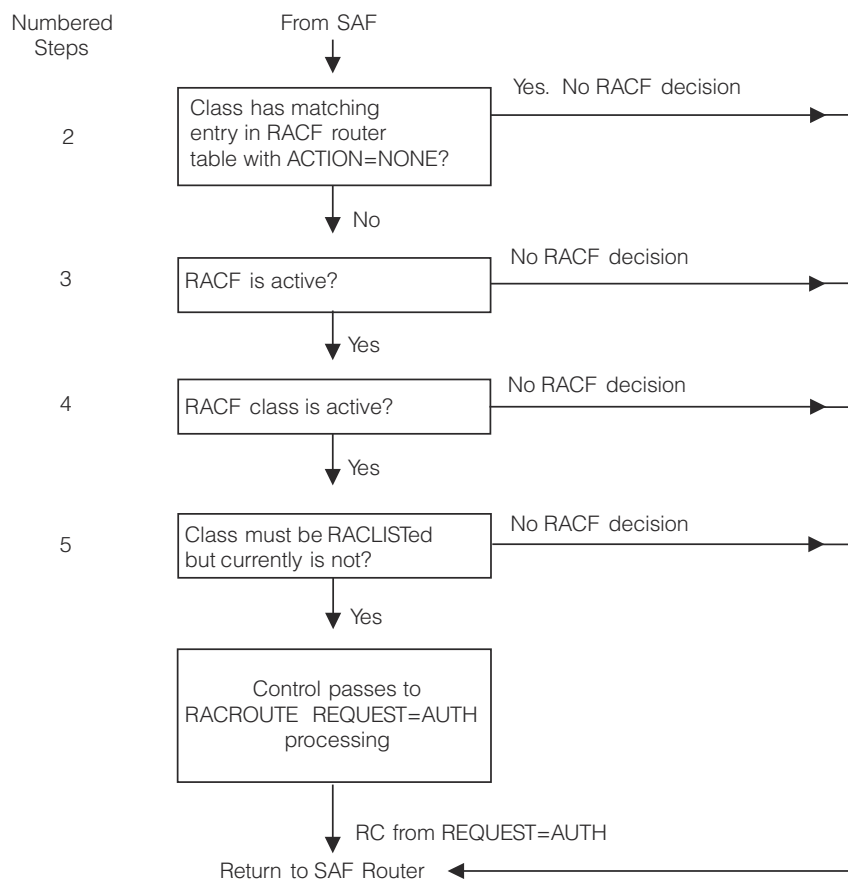 Numbered
Steps
From SAF
2
Class has matching
entry in RACF router
table with ACTION=NONE?
Yes. No RACF decision
No
3
RACF is active?
No RACF decision
Yes
4
RACF class is active?
No RACF decision
Yes
5
Class must be RACLISTed
but currently is not?
No RACF decision
Yes
Control passes to
RACROUTE REQUEST=AUTH
processing
RC from REQUEST=AUTH
Return to SAF Router